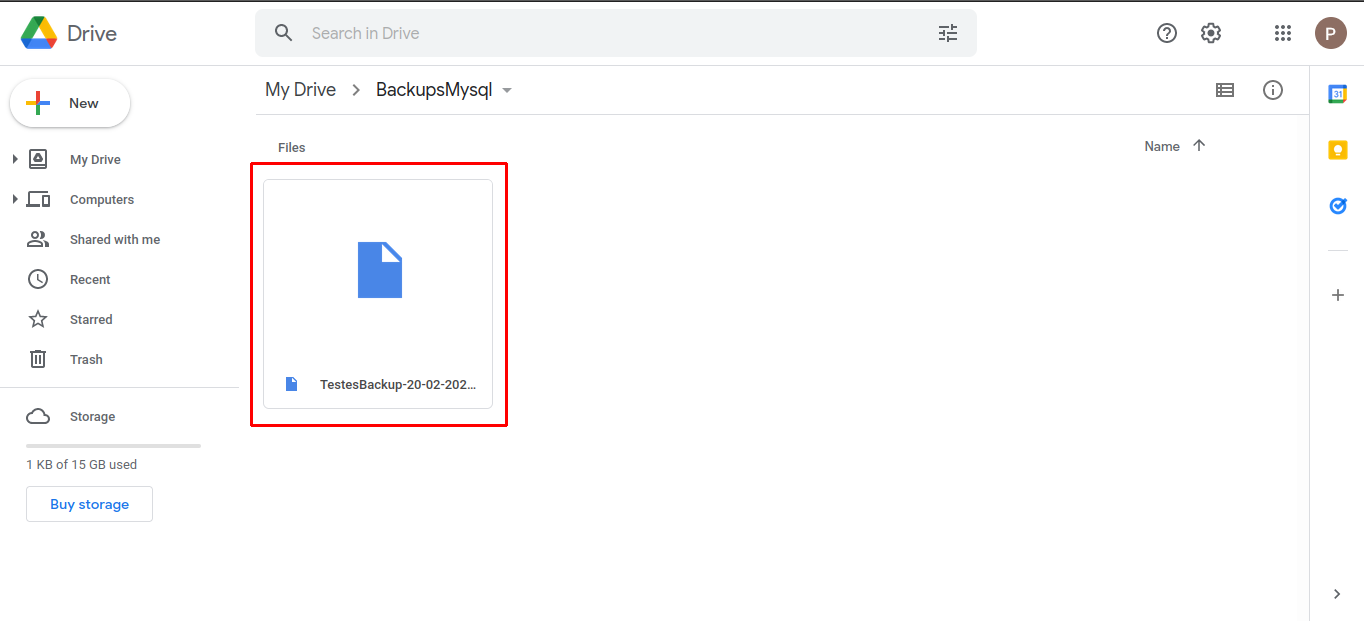 Drive
Search in Drive
P
New
My Drive
Computers
Shared with me
Recent
Starred
Trash
Storage
1 KB of 15 GB used
Buy storage
My Drive
BackupsMysql
Files
Name
TestesBackup-20-02-202...
31